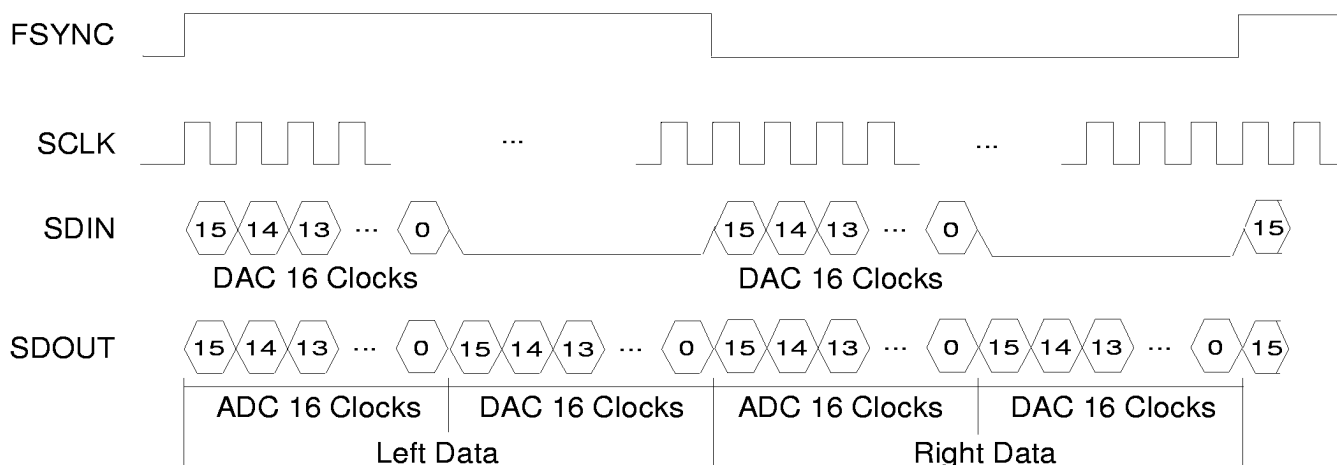 FSYNC
SCLK ... ...
SDIN 15 14 13 ... 0 15 14 13 ... 0 15
DAC 16 Clocks DAC 16 Clocks
SDOUT 15 14 13 ... 0 15 14 13 ... 0 15 14 13 ... 0 15 14 13 ... 0 15
ADC 16 Clocks DAC 16 Clocks ADC 16 Clocks DAC 16 Clocks
Left Data Right Data